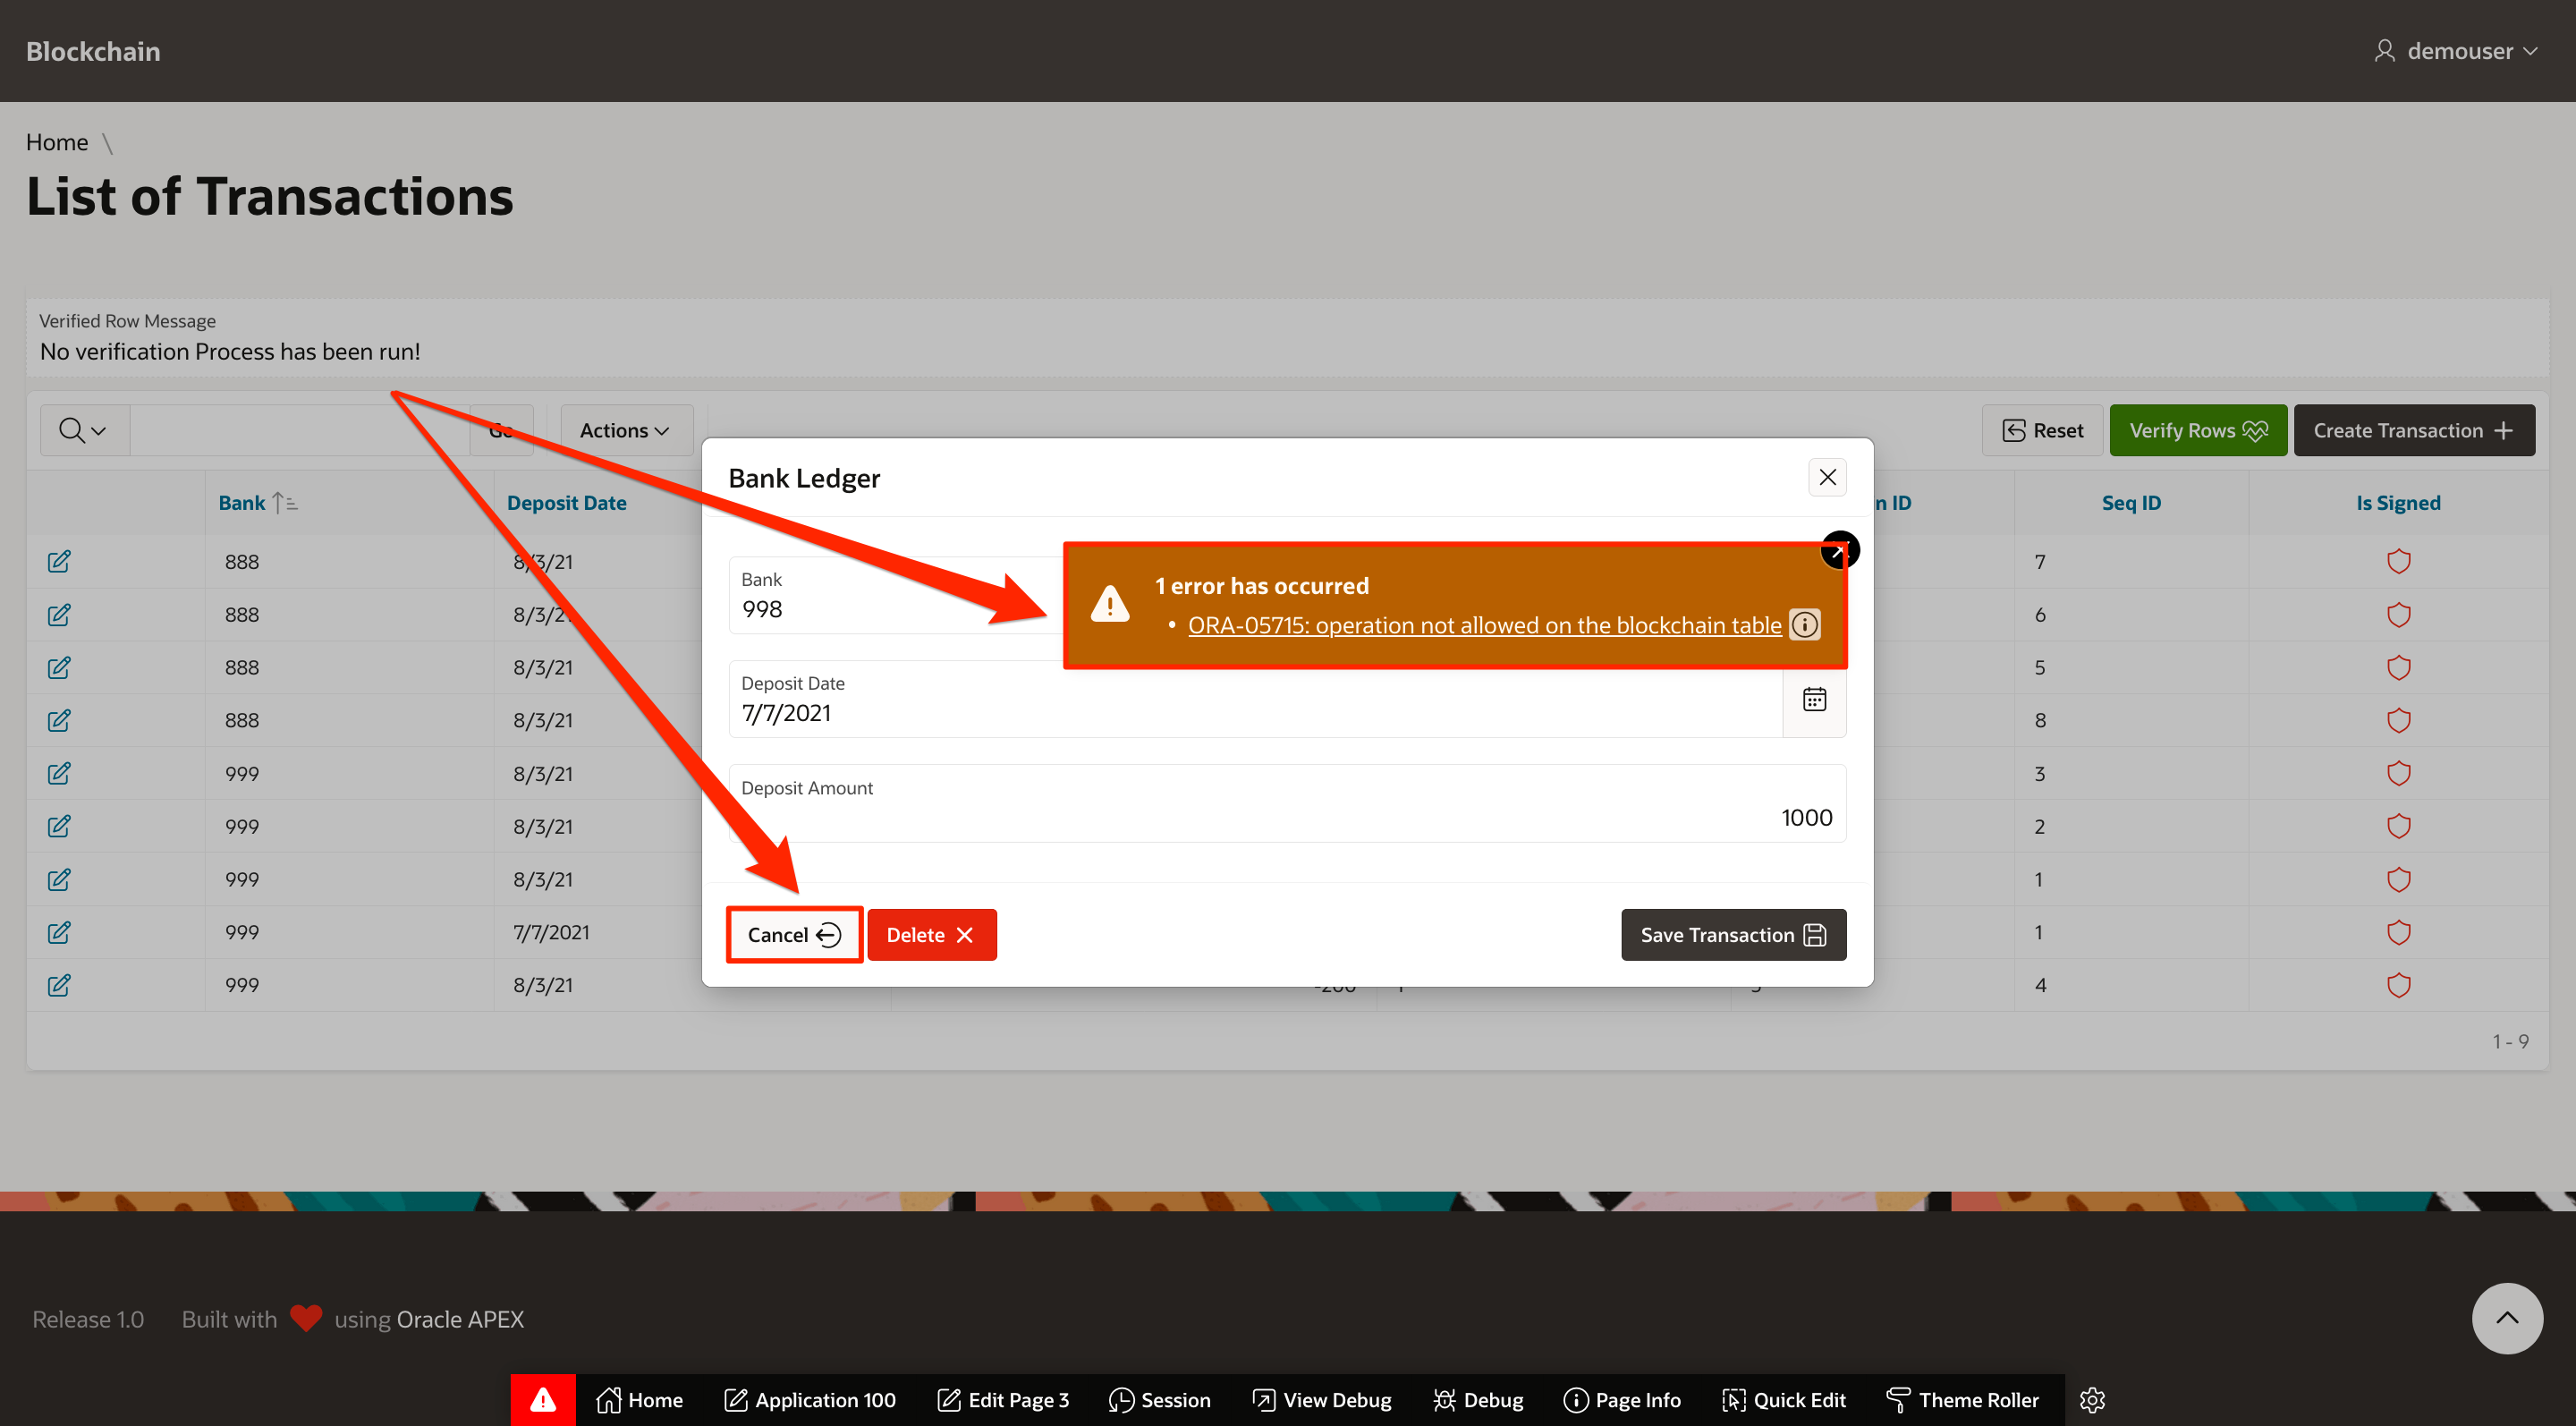 Blockchain
demouser
Home \
List of Transactions
Verified Row Message
No verification Process has been run!
Go
Actions
Reset
Verify Rows
Create Transaction
Bank
Deposit Date
n ID
Seq ID
Is Signed
888 8/3/21 7
888 8/3/21 6
888 8/3/21 5
888 8/3/21 8
999 8/3/21 3
999 8/3/21 2
999 8/3/21 1
999 7/7/2021 1
999 8/3/21 -200 4
1 - 9
Bank Ledger
1 error has occurred
• ORA-05715: operation not allowed on the blockchain table
Bank
998
Deposit Date
7/7/2021
Deposit Amount
1000
Cancel
Delete
Save Transaction
Release 1.0 Built with using Oracle APEX
Home
Application 100
Edit Page 3
Session
View Debug
Debug
Page Info
Quick Edit
Theme Roller